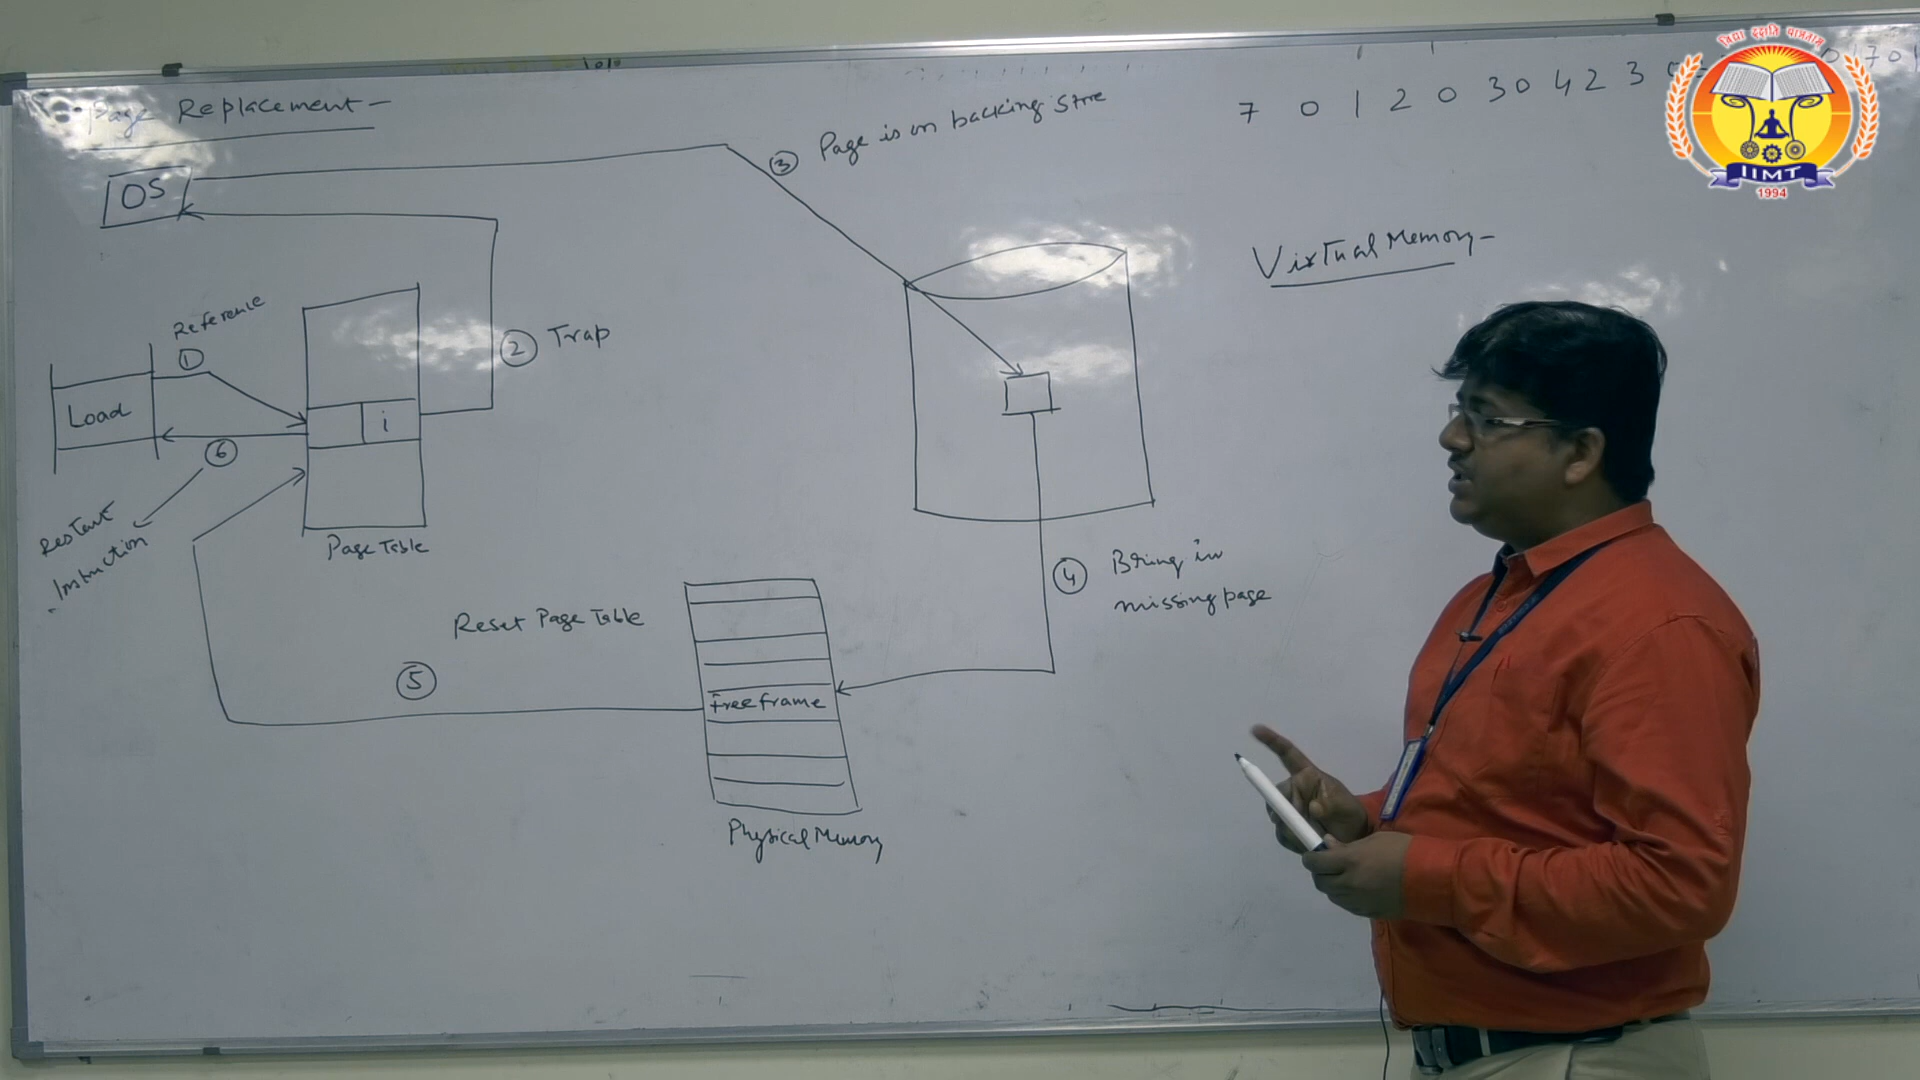 Page Replacement -
7 0 1 2 0 3 0 4 2 3
विद्या ददाति पात्रताम्
IIMT
1994
OS
③ Page is on backing store
Virtual Memory -
Reference
①
② Trap
Load
i
⑥
Restart
Instruction
Page Table
④ Bring in
missing page
Reset Page Table
⑤
free frame
Physical Memory